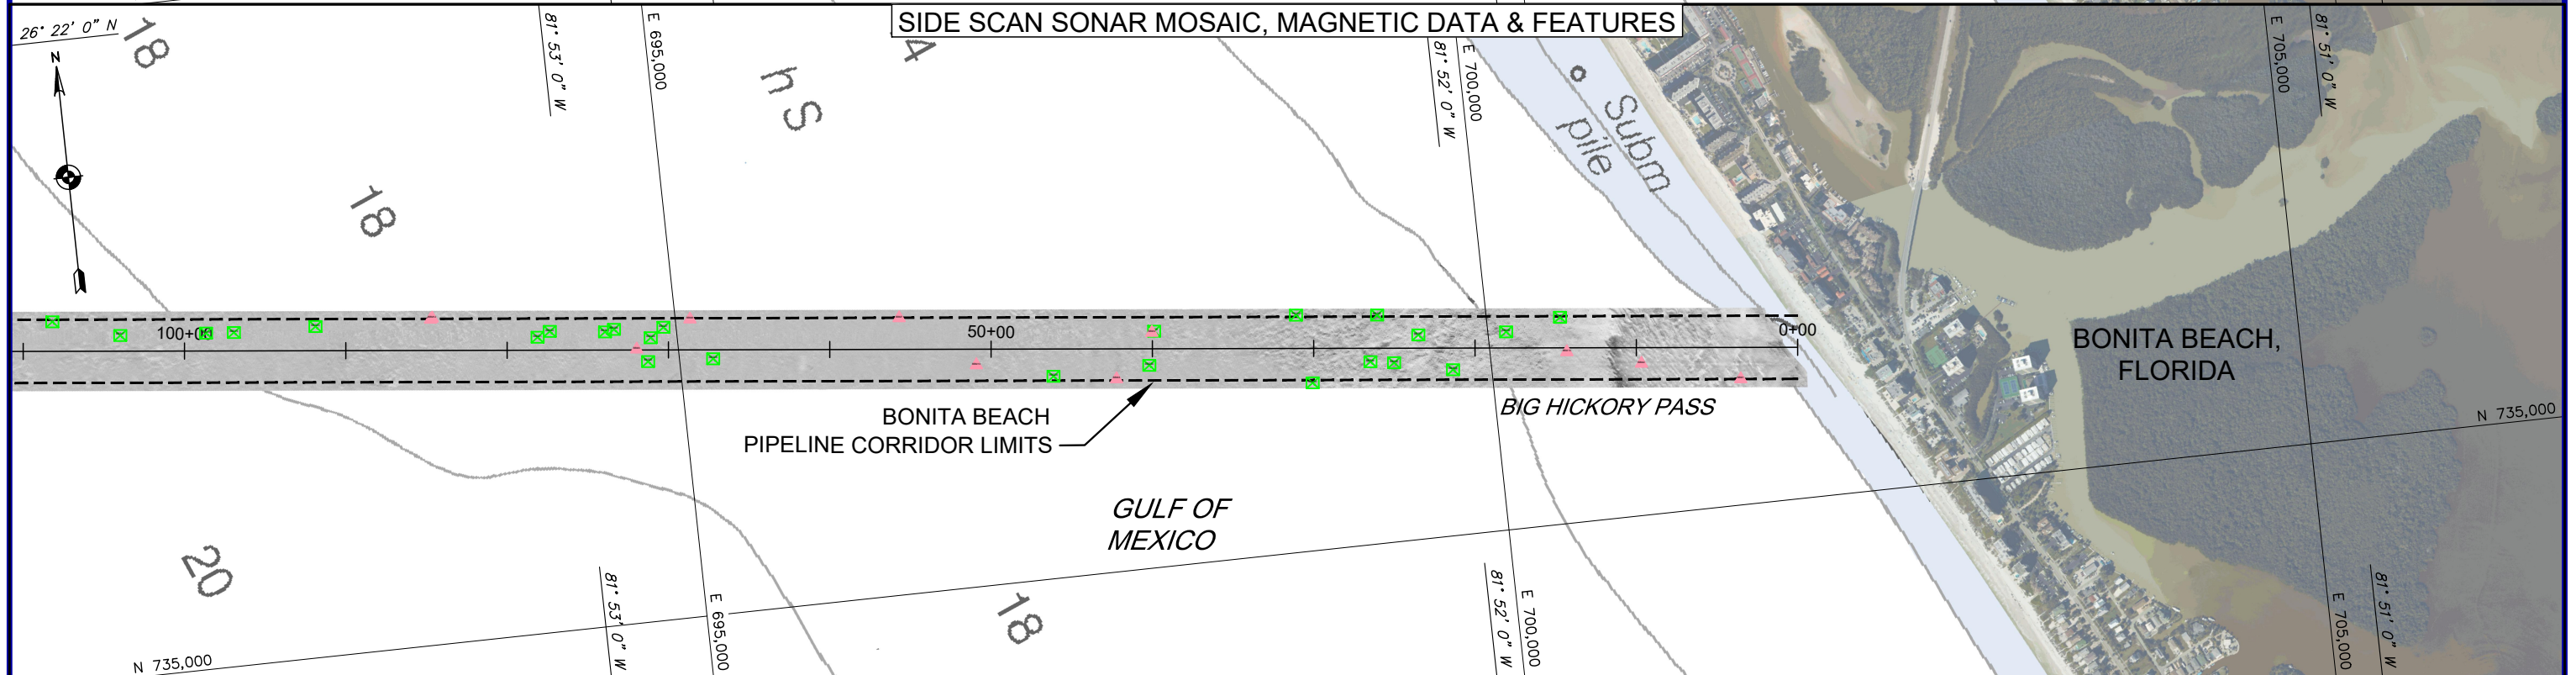 SIDE SCAN SONAR MOSAIC, MAGNETIC DATA & FEATURES
26° 22' 0" N
N
18
81° 53' 0" W
E 695,000
h S
4
81° 52' 0" W
E 700,000
Subm
pile
E 705,000
81° 51' 0" W
18
100+00
50+00
0+00
BONITA BEACH,
FLORIDA
BONITA BEACH
PIPELINE CORRIDOR LIMITS
BIG HICKORY PASS
N 735,000
GULF OF
MEXICO
20
18
N 735,000
81° 53' 0" W
E 695,000
81° 52' 0" W
E 700,000
E 705,000
81° 51' 0" W